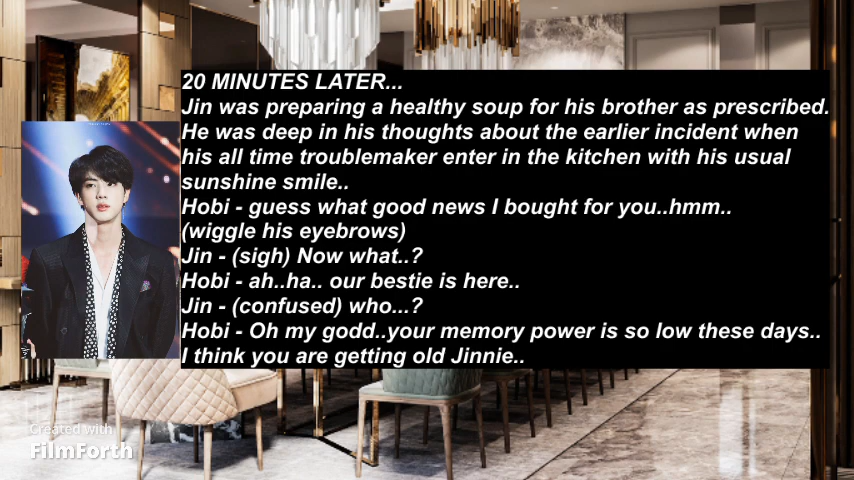 20 MINUTES LATER...
Jin was preparing a healthy soup for his brother as prescribed.
He was deep in his thoughts about the earlier incident when
his all time troublemaker enter in the kitchen with his usual
sunshine smile..
Hobi - guess what good news I bought for you..hmm..
(wiggle his eyebrows)
Jin - (sigh) Now what..?
Hobi - ah..ha.. our bestie is here..
Jin - (confused) who...?
Hobi - Oh my godd..your memory power is so low these days..
I think you are getting old Jinnie..
Created with
FilmForth